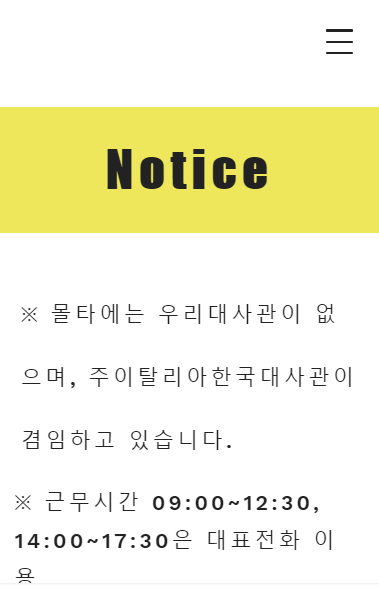 Notice
※ 몰타에는 우리대사관이 없
으며, 주이탈리아한국대사관이
겸임하고 있습니다.
※ 근무시간 09:00~12:30,
14:00~17:30은 대표전화 이
용